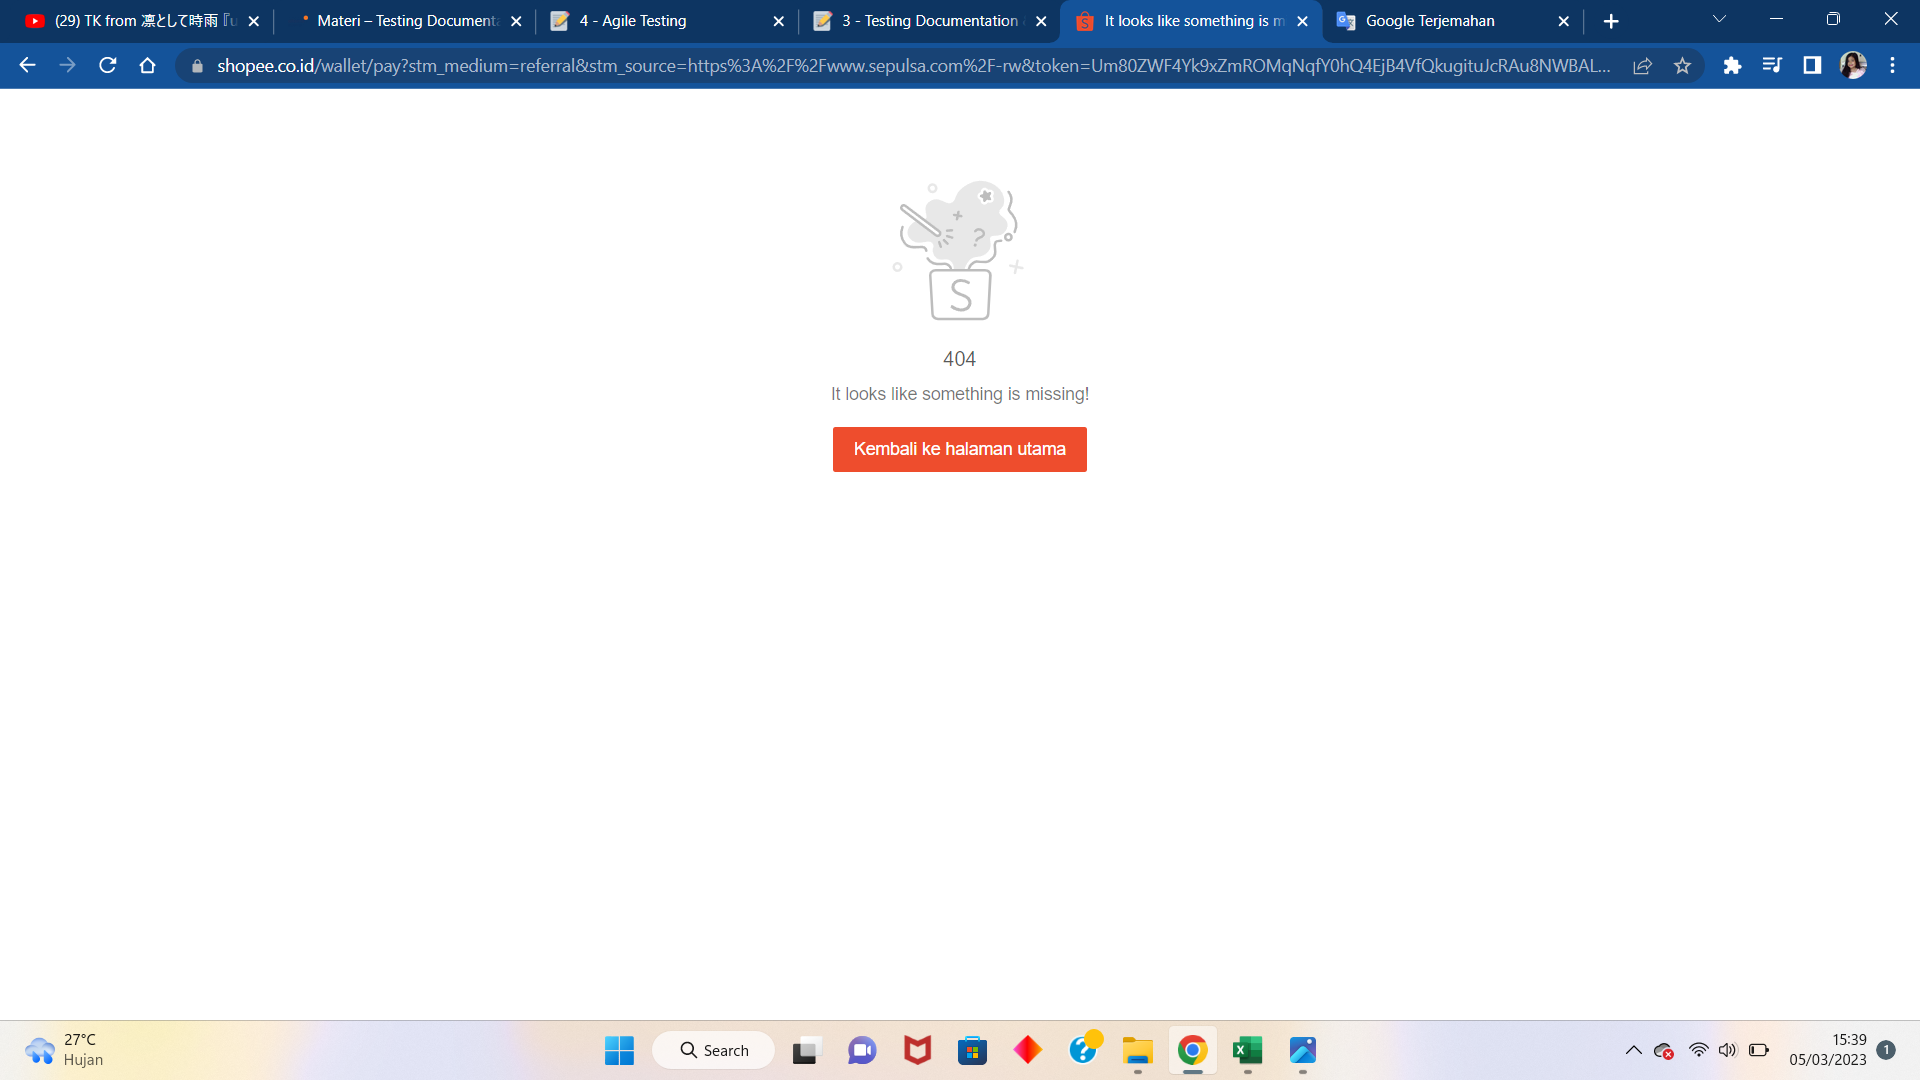 (29) TK from 凛として時雨『u
Materi – Testing Documenta
4 - Agile Testing
3 - Testing Documentation
It looks like something is m
Google Terjemahan
shopee.co.id/wallet/pay?stm_medium=referral&stm_source=https%3A%2F%2Fwww.sepulsa.com%2F-rw&token=Um80ZWF4Yk9xZmROMqNqfY0hQ4EjB4VfQkugituJcRAu8NWBAL...
S
404
It looks like something is missing!
Kembali ke halaman utama
27°C
Hujan
Search
15:39
05/03/2023
1